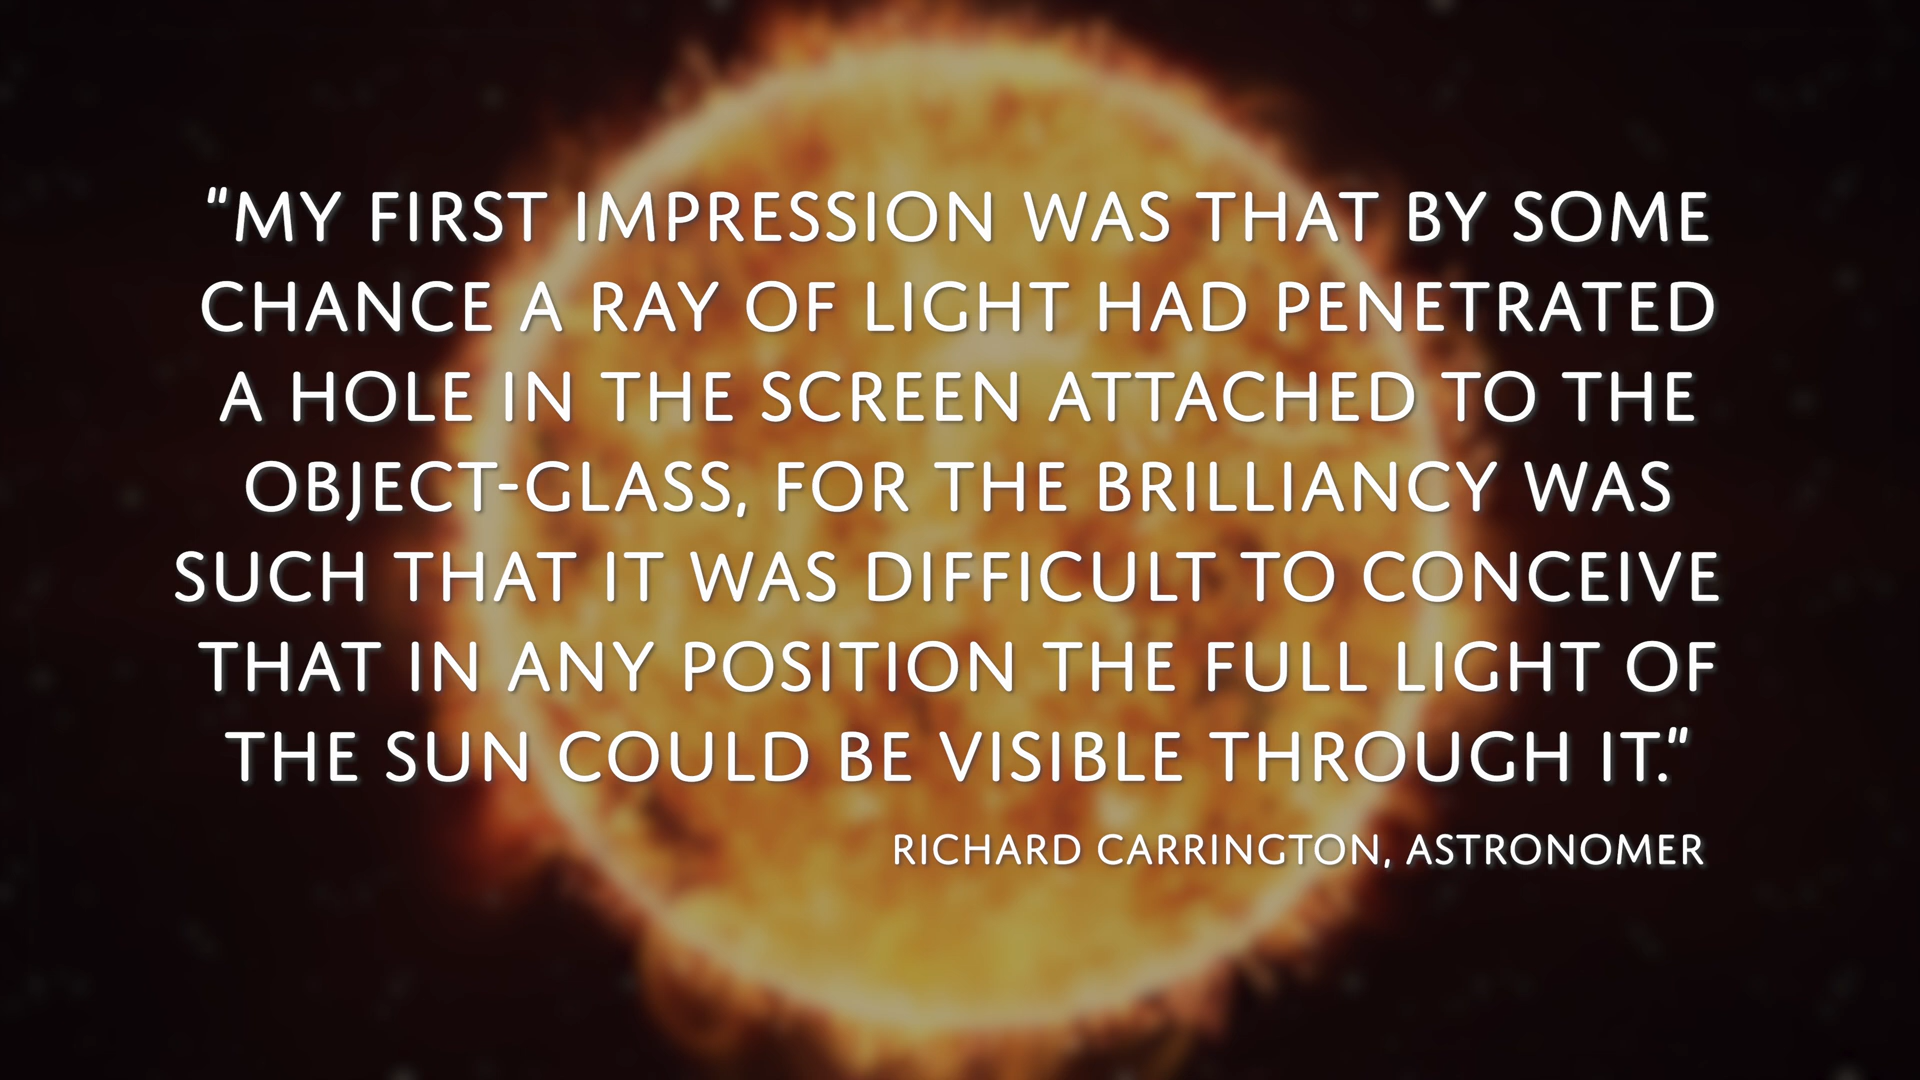 "MY FIRST IMPRESSION WAS THAT BY SOME
CHANCE A RAY OF LIGHT HAD PENETRATED
A HOLE IN THE SCREEN ATTACHED TO THE
OBJECT-GLASS, FOR THE BRILLIANCY WAS
SUCH THAT IT WAS DIFFICULT TO CONCEIVE
THAT IN ANY POSITION THE FULL LIGHT OF
THE SUN COULD BE VISIBLE THROUGH IT."
RICHARD CARRINGTON, ASTRONOMER